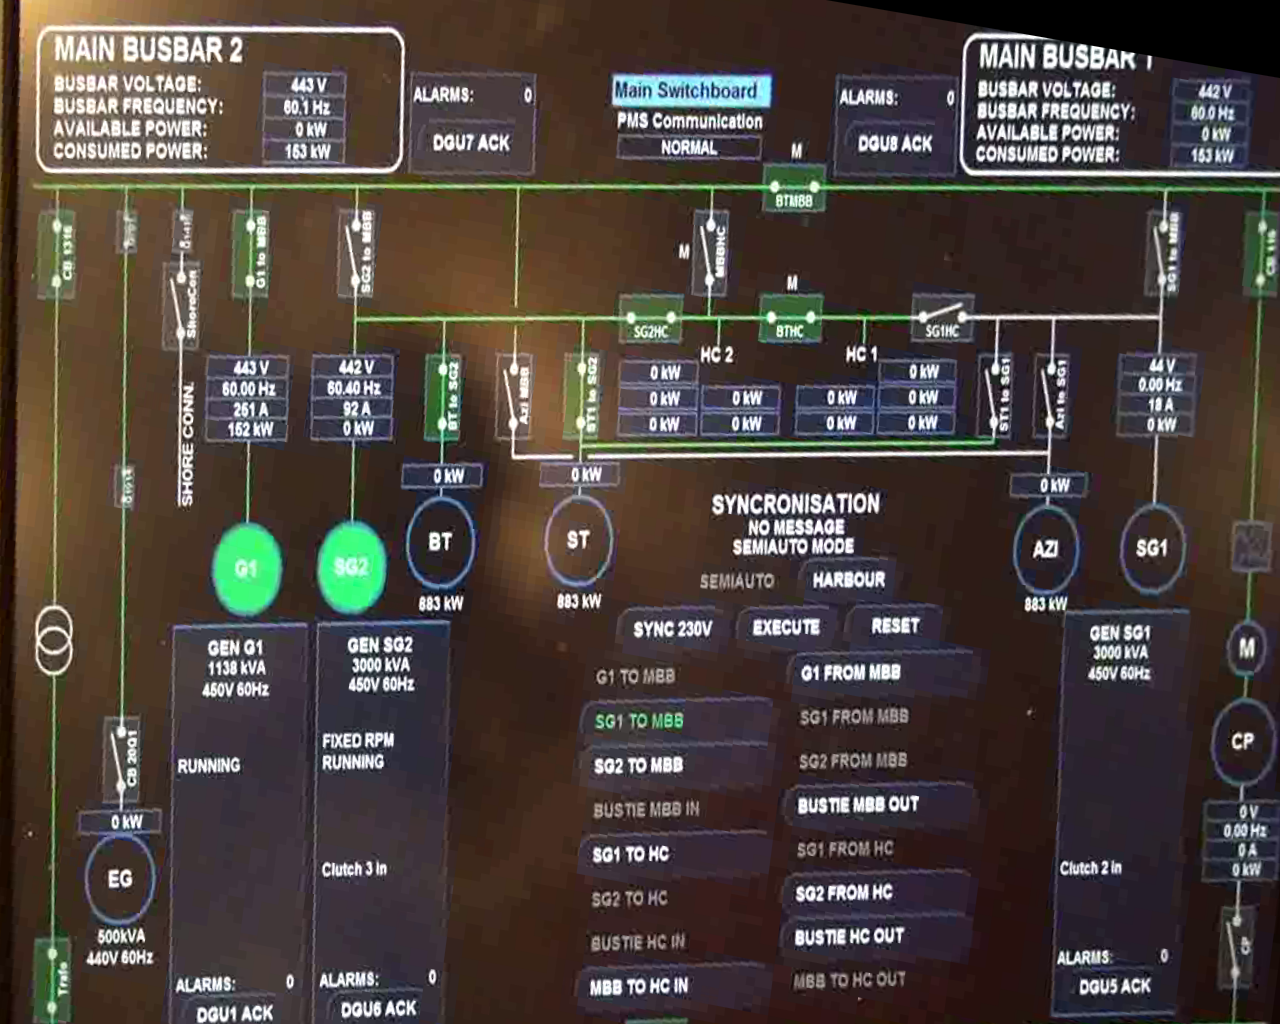 MAIN BUSBAR 2
BUSBAR VOLTAGE: 443 V
BUSBAR FREQUENCY: 60.1 Hz
AVAILABLE POWER: 0 kW
CONSUMED POWER: 153 kW
ALARMS: 0
DGU7 ACK
Main Switchboard
PMS Communication
NORMAL
ALARMS: 0
DGU8 ACK
MAIN BUSBAR 1
BUSBAR VOLTAGE: 442 V
BUSBAR FREQUENCY: 60.0 Hz
AVAILABLE POWER: 0 kW
CONSUMED POWER: 153 kW
M
BTMBB
CB 1316
G1 to MBB
SG2 to MBB
M
MBBHC
SG1 to MBB
CB 116
ShoreCon
SHORE CONN.
M
SG2HC
BTHC
SG1HC
HC 2
HC 1
443 V
60.00 Hz
251 A
152 kW
442 V
60.40 Hz
92 A
0 kW
BT to SG2
Azi MBB
ST1 to SG2
0 kW
0 kW 0 kW
0 kW 0 kW
0 kW
0 kW 0 kW
0 kW 0 kW
ST1 to SG1
Azi to SG1
44 V
0.00 Hz
18 A
0 kW
0 kW
0 kW
0 kW
G1
SG2
BT
883 kW
ST
883 kW
AZI
883 kW
SG1
SYNCRONISATION
NO MESSAGE
SEMIAUTO MODE
SEMIAUTO HARBOUR
SYNC 230V EXECUTE RESET
G1 TO MBB G1 FROM MBB
SG1 TO MBB SG1 FROM MBB
SG2 TO MBB SG2 FROM MBB
BUSTIE MBB IN BUSTIE MBB OUT
SG1 TO HC SG1 FROM HC
SG2 TO HC SG2 FROM HC
BUSTIE HC IN BUSTIE HC OUT
MBB TO HC IN MBB TO HC OUT
GEN G1
1138 kVA
450V 60Hz
RUNNING
ALARMS: 0
DGU1 ACK
GEN SG2
3000 kVA
450V 60Hz
FIXED RPM
RUNNING
Clutch 3 in
ALARMS: 0
DGU6 ACK
GEN SG1
3000 kVA
450V 60Hz
Clutch 2 in
ALARMS: 0
DGU5 ACK
CB 20Q1
0 kW
EG
500kVA
440V 60Hz
Trafo
M
CP
0 V
0.00 Hz
0 A
0 kW
CP